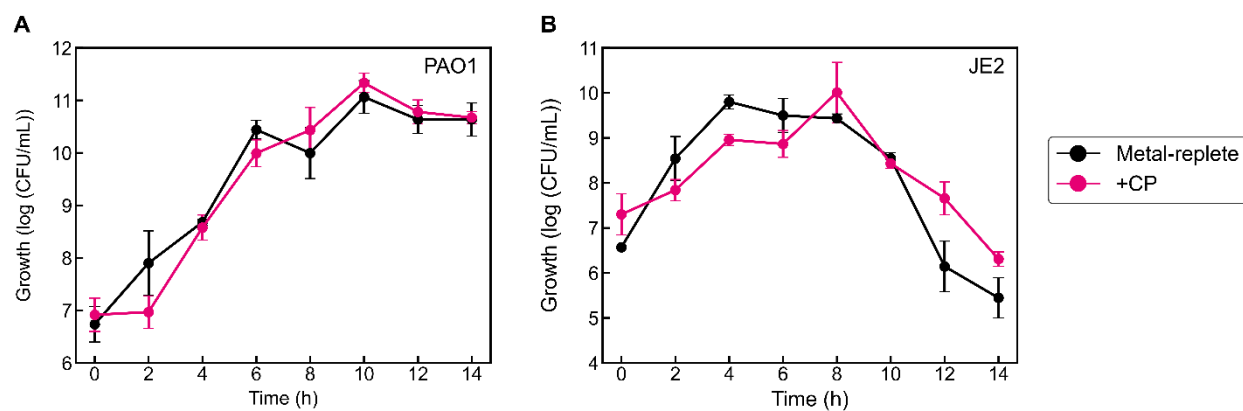 A
PAO1
Growth (log (CFU/mL))
12
11
10
9
8
7
6
0 2 4 6 8 10 12 14
Time (h)
B
JE2
Growth (log (CFU/mL))
11
10
9
8
7
6
5
4
0 2 4 6 8 10 12 14
Time (h)
Metal-replete
+CP